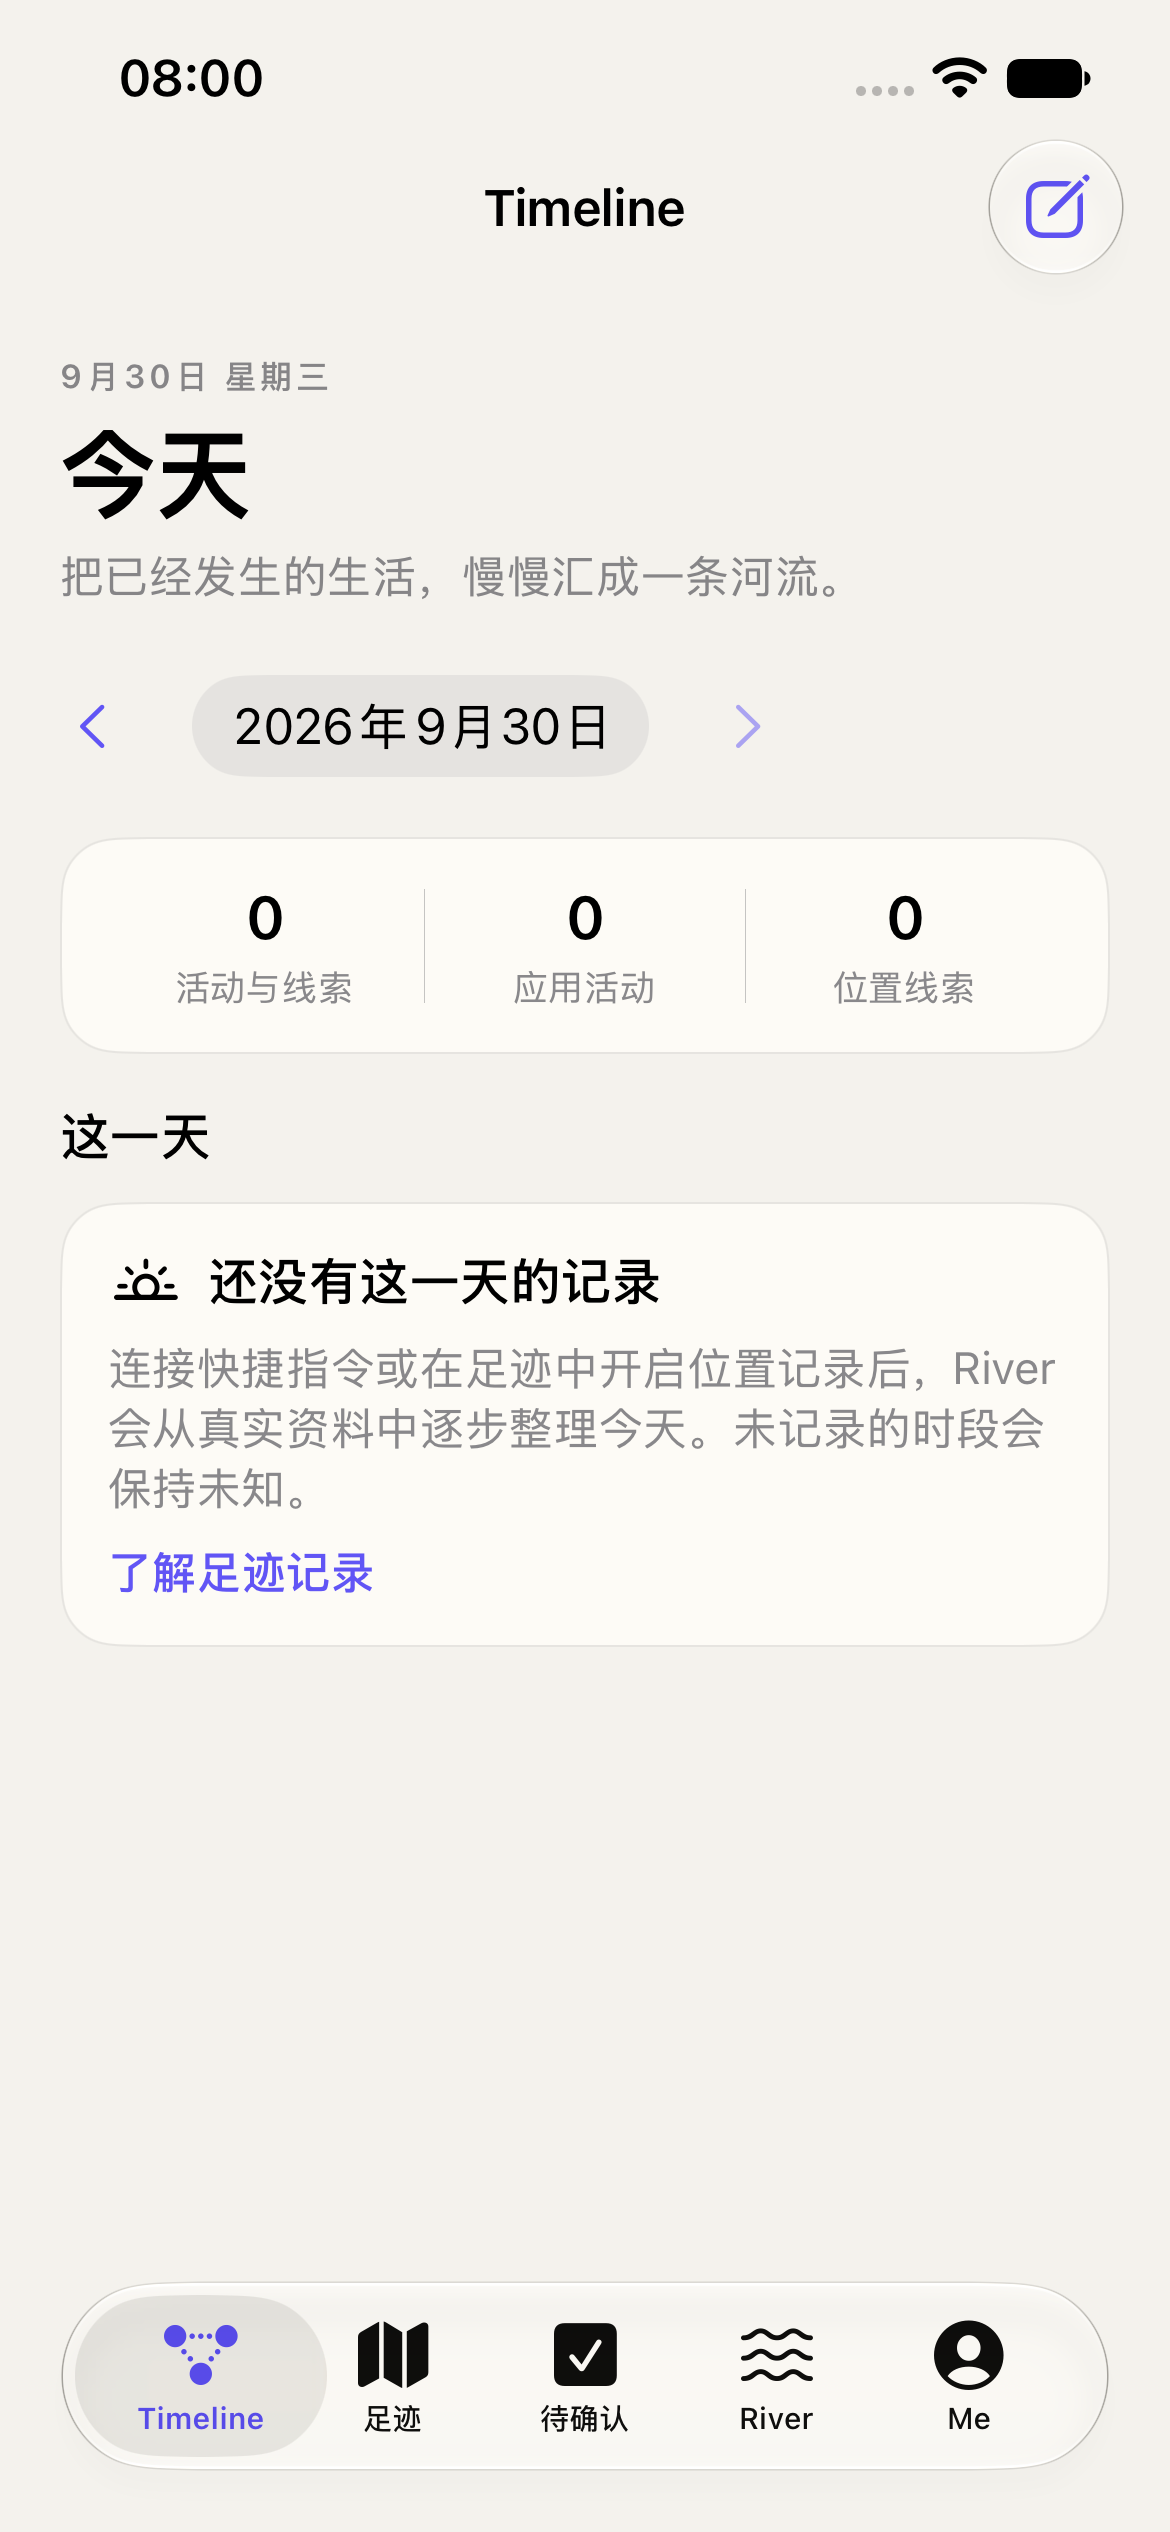 08:00
Timeline
9月30日 星期三
今天
把已经发生的生活，慢慢汇成一条河流。
2026年9月30日
0 0 0
活动与线索 应用活动 位置线索
这一天
还没有这一天的记录
连接快捷指令或在足迹中开启位置记录后，River
会从真实资料中逐步整理今天。未记录的时段会
保持未知。
了解足迹记录
Timeline 足迹 待确认 River Me